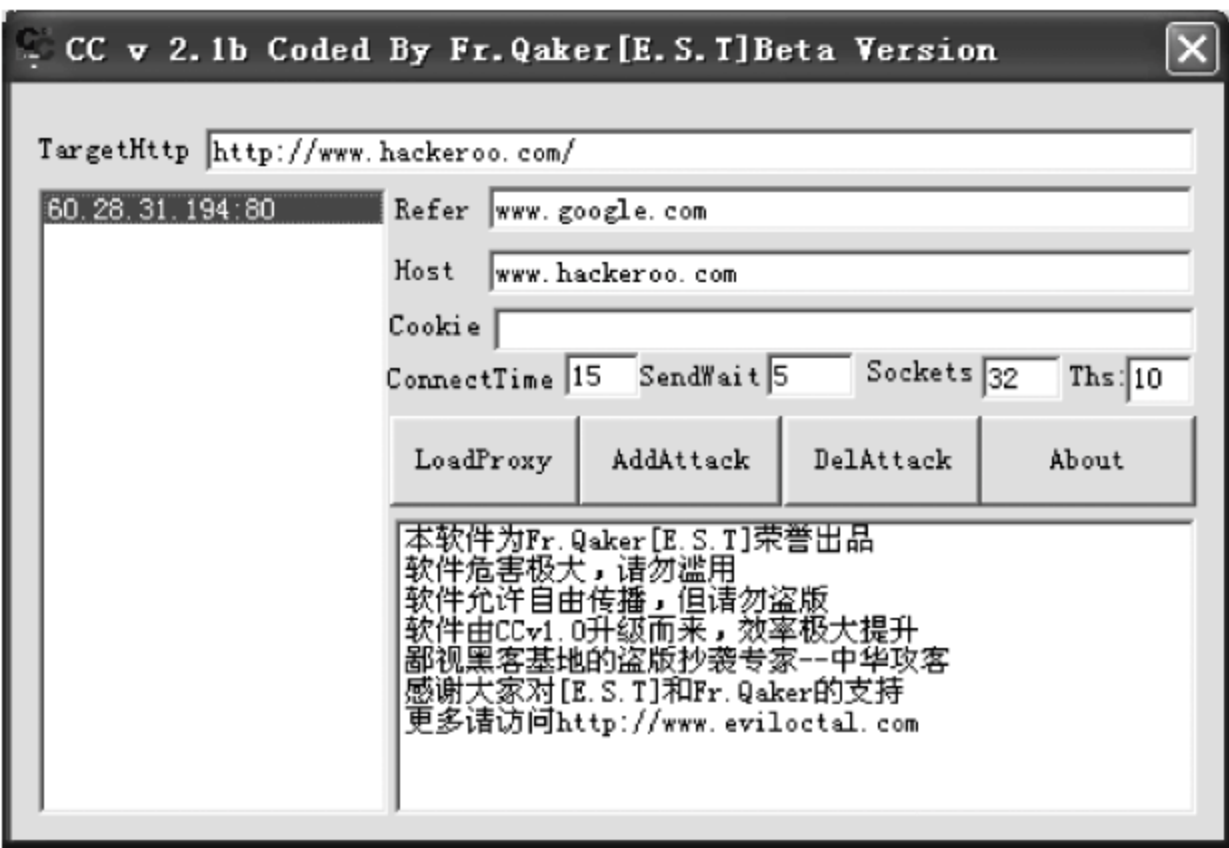 CC v 2.1b Coded By Fr.Qaker[E.S.T]Beta Version
TargetHttp http://www.hackeroo.com/
60.28.31.194:80
Refer www.google.com
Host www.hackeroo.com
Cookie
ConnectTime 15 SendWait 5 Sockets 32 Ths: 10
LoadProxy AddAttack DelAttack About
本软件为Fr.Qaker[E.S.T]荣誉出品
软件危害极大，请勿滥用
软件允许自由传播，但请勿盗版
软件由CCv1.0升级而来，效率极大提升
鄙视黑客基地的盗版抄袭专家--中华攻客
感谢大家对[E.S.T]和Fr.Qaker的支持
更多请访问http://www.eviloctal.com